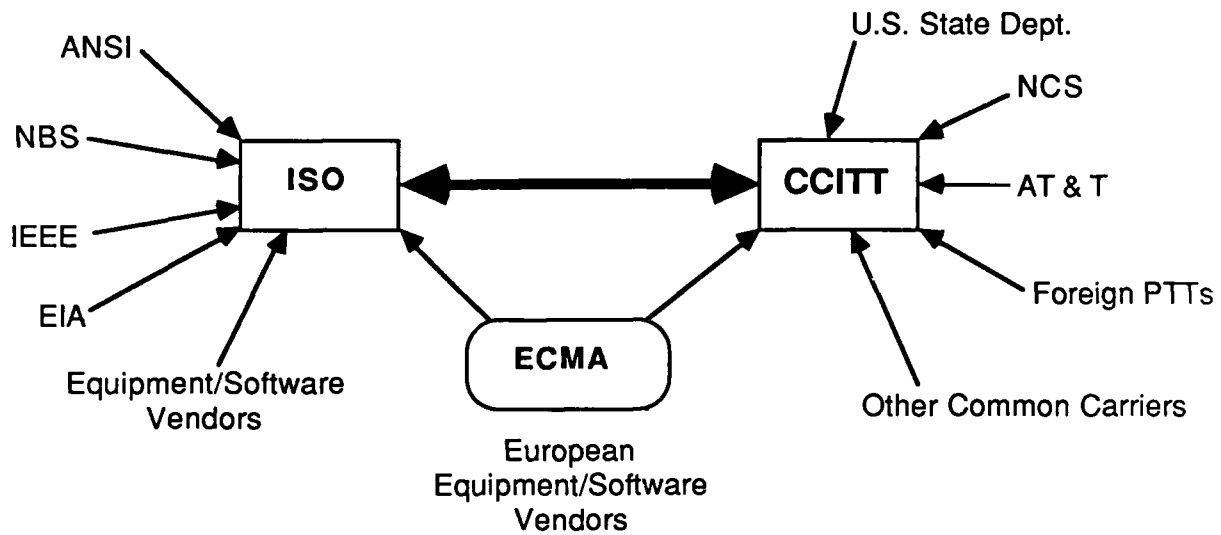 ANSI
NBS
IEEE
EIA
Equipment/Software
Vendors
ISO
ECMA
European
Equipment/Software
Vendors
CCITT
U.S. State Dept.
NCS
AT & T
Foreign PTTs
Other Common Carriers